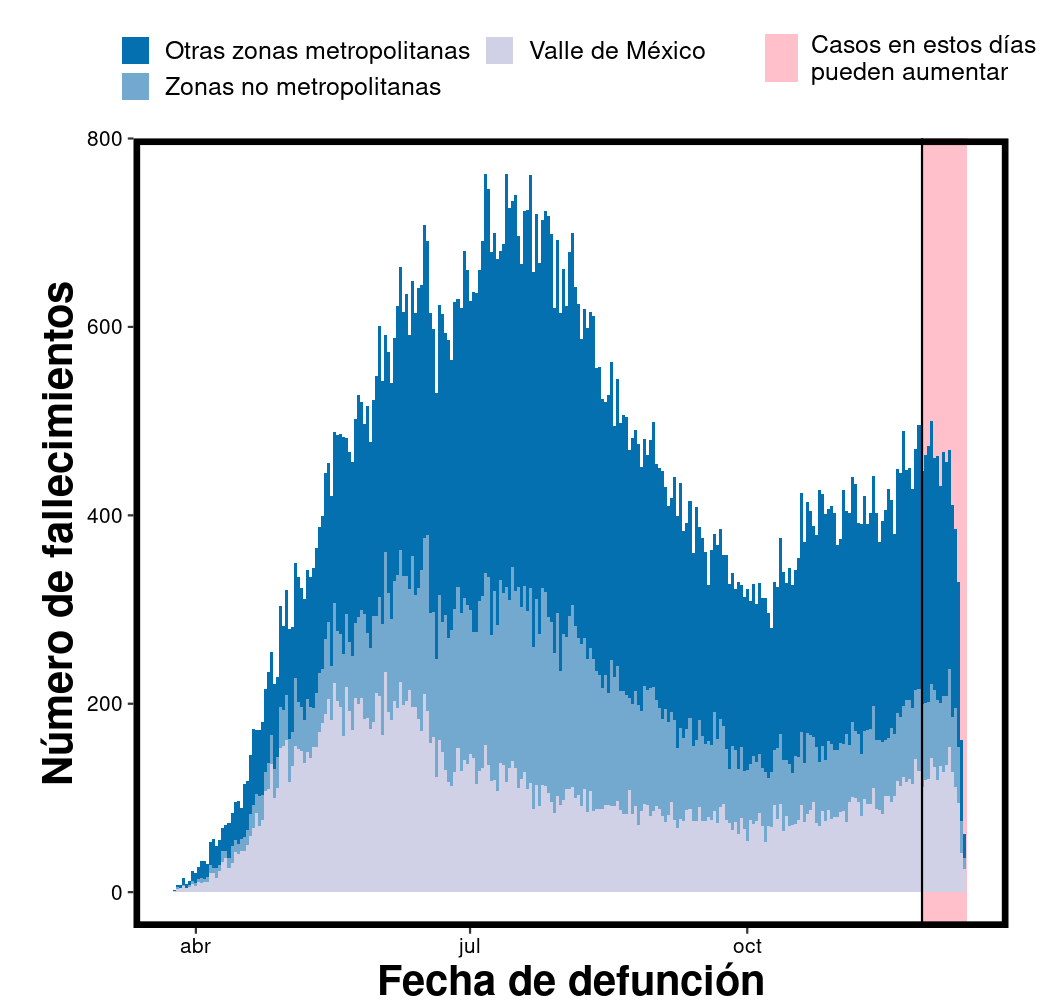 Otras zonas metropolitanas
Valle de México
Zonas no metropolitanas
Casos en estos días
pueden aumentar
800
600
400
200
0
Número de fallecimientos
abr
jul
oct
Fecha de defunción